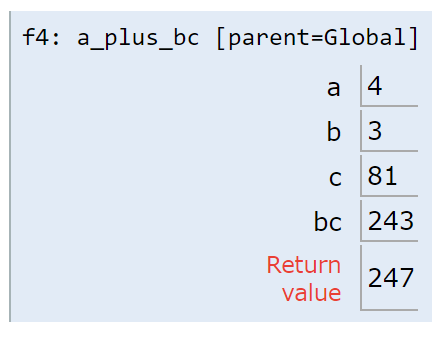 f4: a_plus_bc [parent=Global]
a 4
b 3
c 81
bc 243
Return
value 247